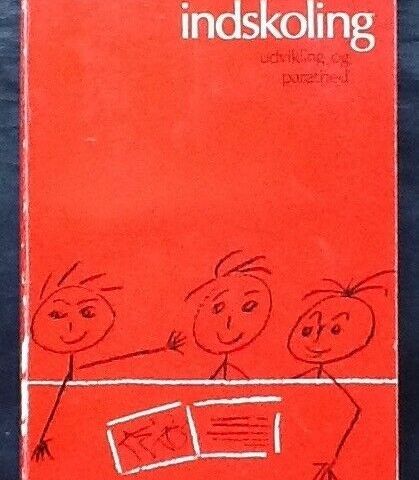 indskoling
udvikling og
parathed